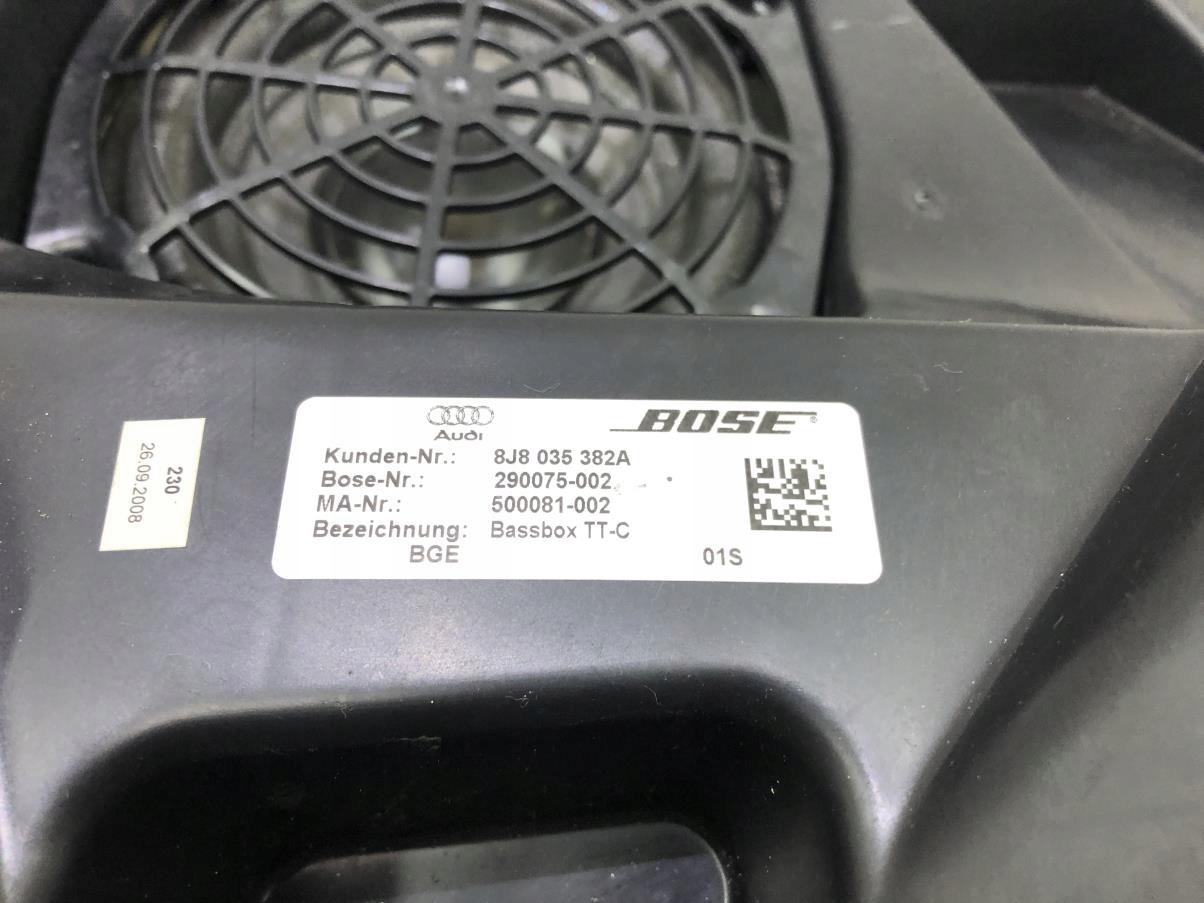 Audi
BOSE®
Kunden-Nr.: 8J8 035 382A
Bose-Nr.: 290075-002
MA-Nr.: 500081-002
Bezeichnung: Bassbox TT-C
BGE 01S
230
26.09.2008